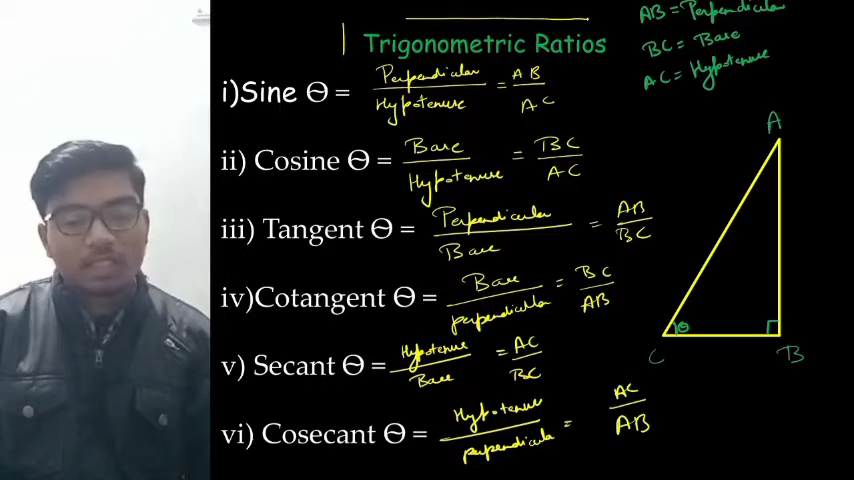 AB = Perpendicular
BC = Base
AC = Hypotenuse
Trigonometric Ratios
i)Sine Θ = Perpendicular / Hypotenuse = AB / AC
ii) Cosine Θ = Base / Hypotenuse = BC / AC
iii) Tangent Θ = Perpendicular / Base = AB / BC
iv)Cotangent Θ = Base / perpendicular = BC / AB
v) Secant Θ = Hypotenuse / Base = AC / BC
vi) Cosecant Θ = Hypotenuse / perpendicular = AC / AB
A
θ
C
B